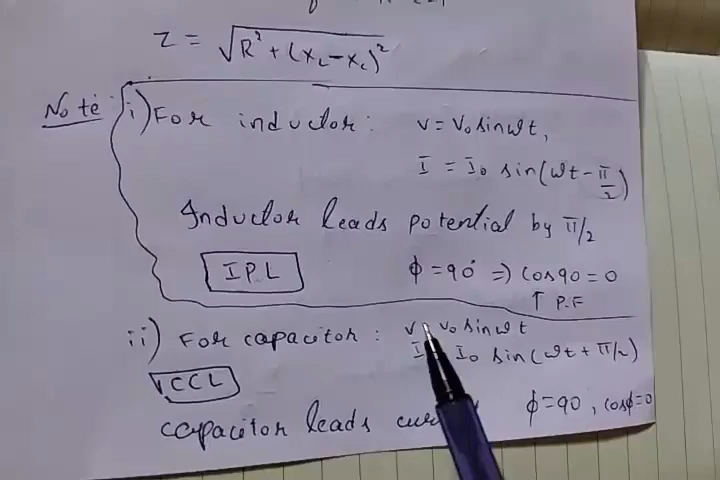 Z = √R² + (X_L - X_C)²
Note: i) For inductor: V = V₀ sinωt,
I = I₀ sin(ωt - π/2)
Inductor leads potential by π/2
IPL φ = 90° => cos90 = 0
↑ P.F
ii) For capacitor: V V₀ sinωt
I I₀ sin(ωt + π/2)
CCL
capacitor leads φ = 90, cosφ = 0